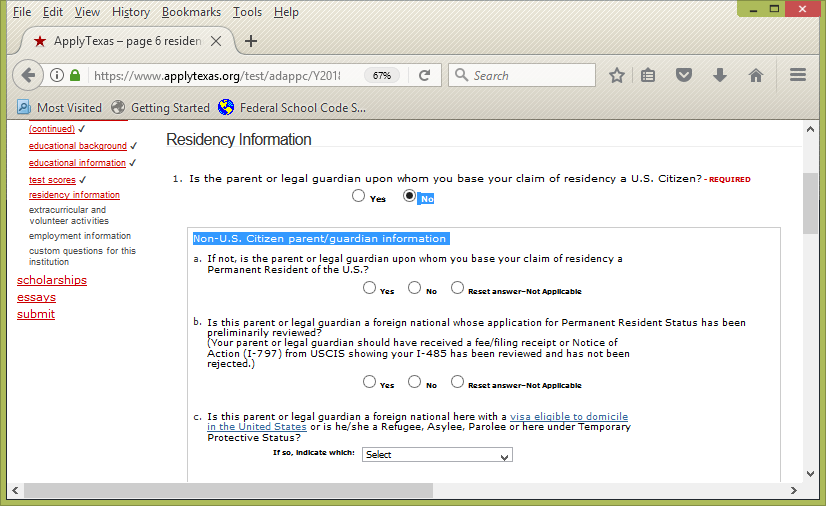 File Edit View History Bookmarks Tools Help
ApplyTexas – page 6 residen
https://www.applytexas.org/test/adappc/Y201 67% Search
Most Visited Getting Started Federal School Code S...
(continued) ✓
educational background ✓
educational information ✓
test scores ✓
residency information
extracurricular and
volunteer activities
employment information
custom questions for this
institution
scholarships
essays
submit
Residency Information
1. Is the parent or legal guardian upon whom you base your claim of residency a U.S. Citizen? - REQUIRED
Yes No
Non-U.S. Citizen parent/guardian information
a. If not, is the parent or legal guardian upon whom you base your claim of residency a
Permanent Resident of the U.S.?
Yes No Reset answer--Not Applicable
b. Is this parent or legal guardian a foreign national whose application for Permanent Resident Status has been
preliminarily reviewed?
(Your parent or legal guardian should have received a fee/filing receipt or Notice of
Action (I-797) from USCIS showing your I-485 has been reviewed and has not been
rejected.)
Yes No Reset answer--Not Applicable
c. Is this parent or legal guardian a foreign national here with a visa eligible to domicile
in the United States or is he/she a Refugee, Asylee, Parolee or here under Temporary
Protective Status?
If so, indicate which: Select